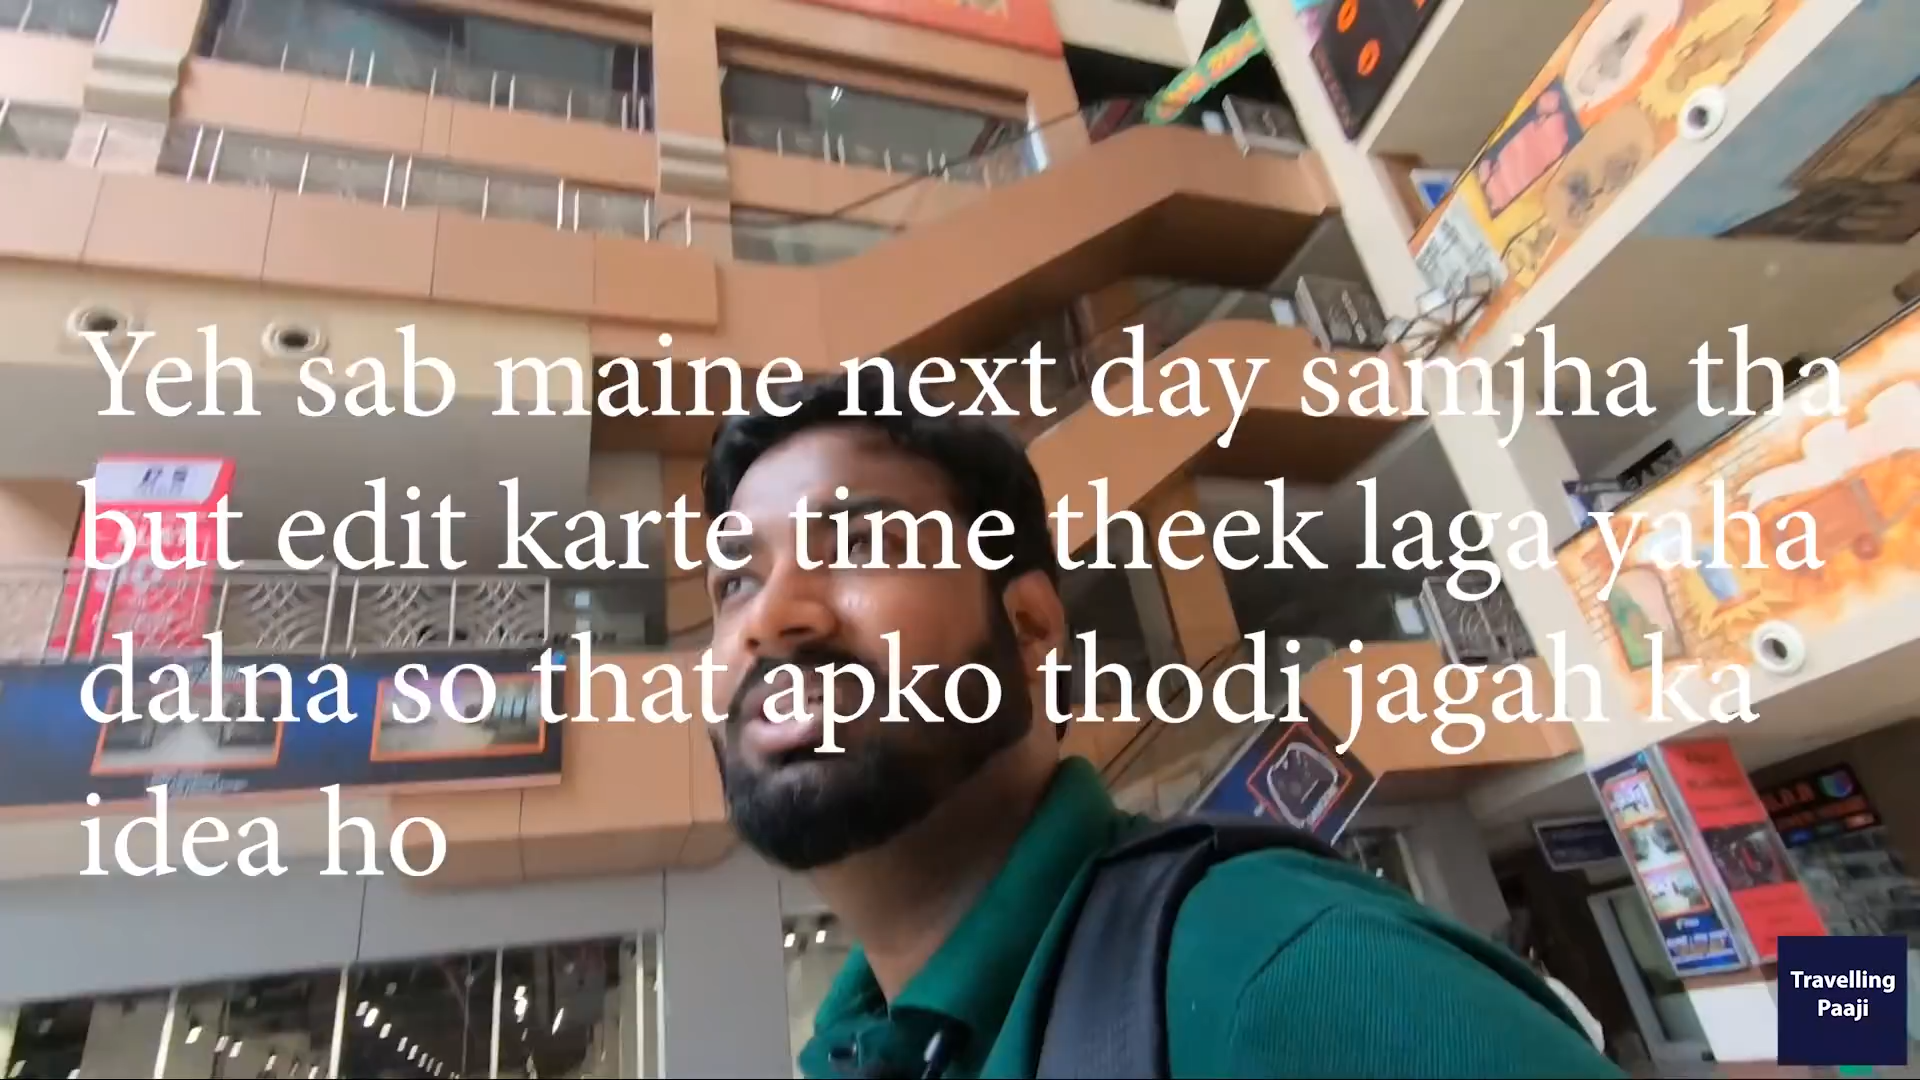 Yeh sab maine next day samjha tha
but edit karte time theek laga yaha
dalna so that apko thodi jagah ka
idea ho
Travelling
Paaji